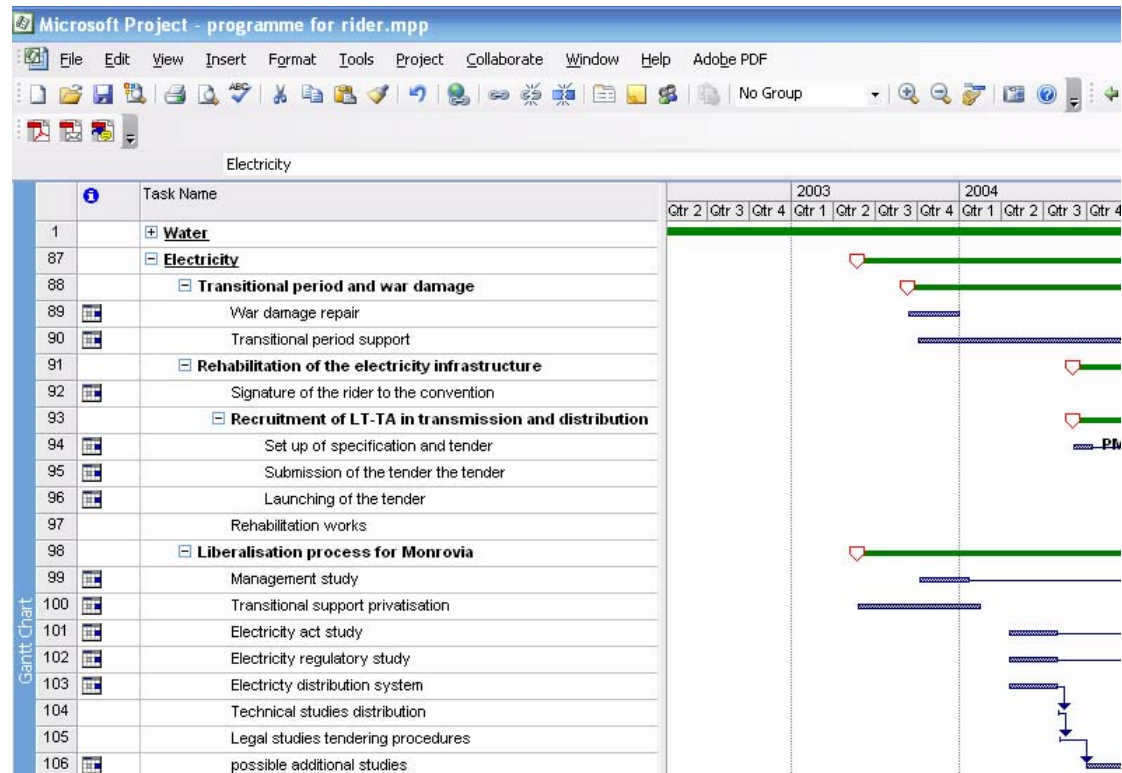 Microsoft Project - programme for rider.mpp
File Edit View Insert Format Tools Project Collaborate Window Help Adobe PDF
ABC No Group
Electricity
Task Name 2003 2004
Qtr 2 Qtr 3 Qtr 4 Qtr 1 Qtr 2 Qtr 3 Qtr 4 Qtr 1 Qtr 2 Qtr 3 Qtr 4
1 Water
87 Electricity
88 Transitional period and war damage
89 War damage repair
90 Transitional period support
91 Rehabilitation of the electricity infrastructure
92 Signature of the rider to the convention
93 Recruitment of LT-TA in transmission and distribution
94 Set up of specification and tender PM
95 Submission of the tender the tender
96 Launching of the tender
97 Rehabilitation works
98 Liberalisation process for Monrovia
99 Management study
100 Transitional support privatisation
101 Electricity act study
102 Electricity regulatory study
103 Electricty distribution system
104 Technical studies distribution
105 Legal studies tendering procedures
106 possible additional studies
Gantt Chart